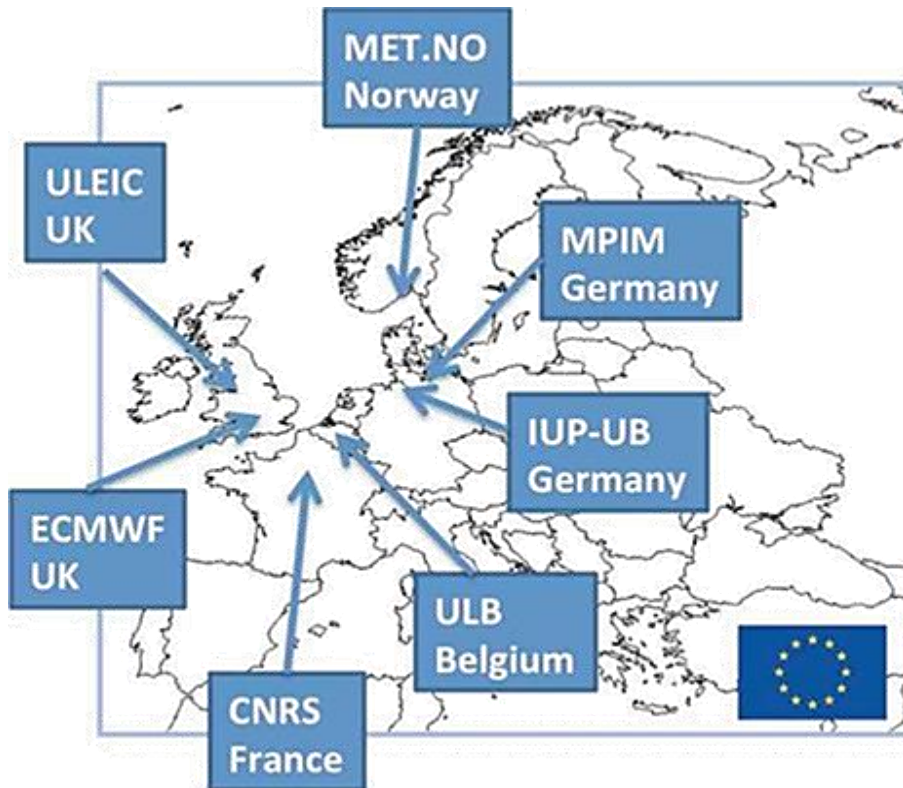 MET.NO
Norway
ULEIC
UK
MPIM
Germany
IUP-UB
Germany
ECMWF
UK
ULB
Belgium
CNRS
France